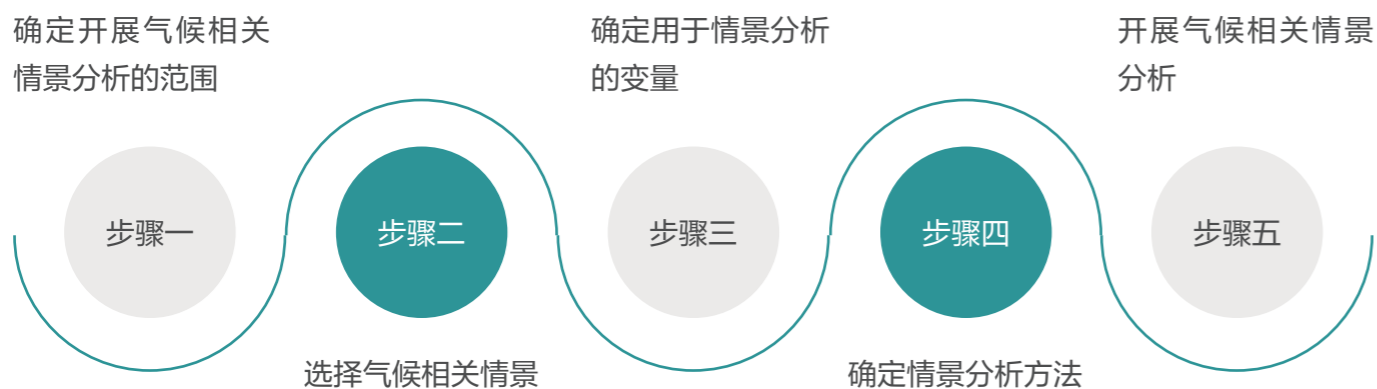 确定开展气候相关
情景分析的范围
步骤一
步骤二
选择气候相关情景
确定用于情景分析
的变量
步骤三
步骤四
确定情景分析方法
开展气候相关情景
分析
步骤五